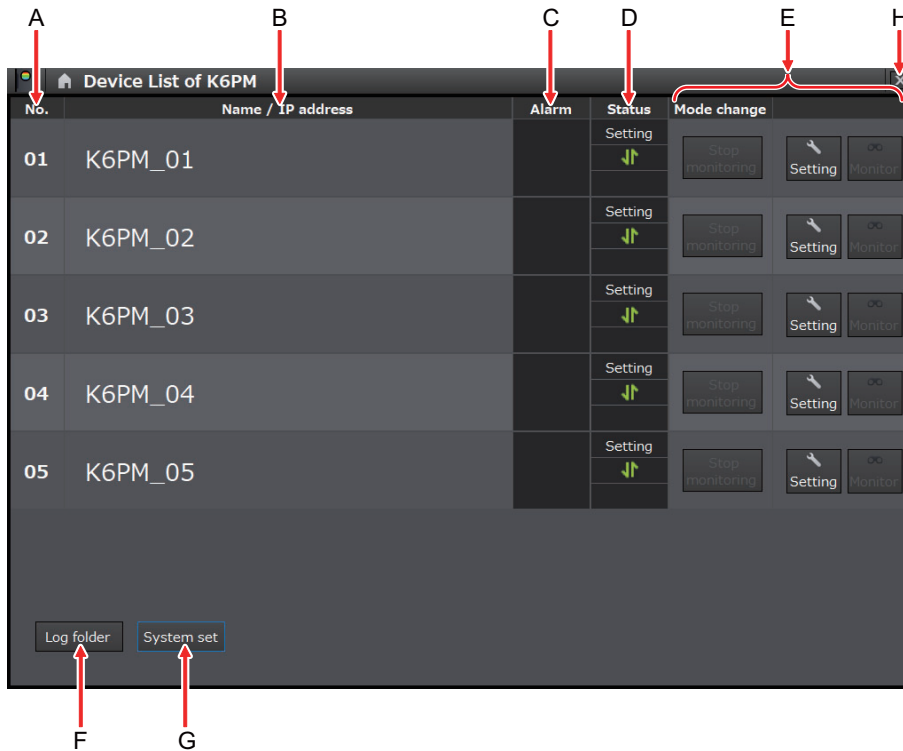 A B C D E H
Device List of K6PM
No. Name / IP address Alarm Status Mode change
Setting
01 K6PM_01 Stop monitoring Setting Monitor
Setting
02 K6PM_02 Stop monitoring Setting Monitor
Setting
03 K6PM_03 Stop monitoring Setting Monitor
Setting
04 K6PM_04 Stop monitoring Setting Monitor
Setting
05 K6PM_05 Stop monitoring Setting Monitor
Log folder System set
F G